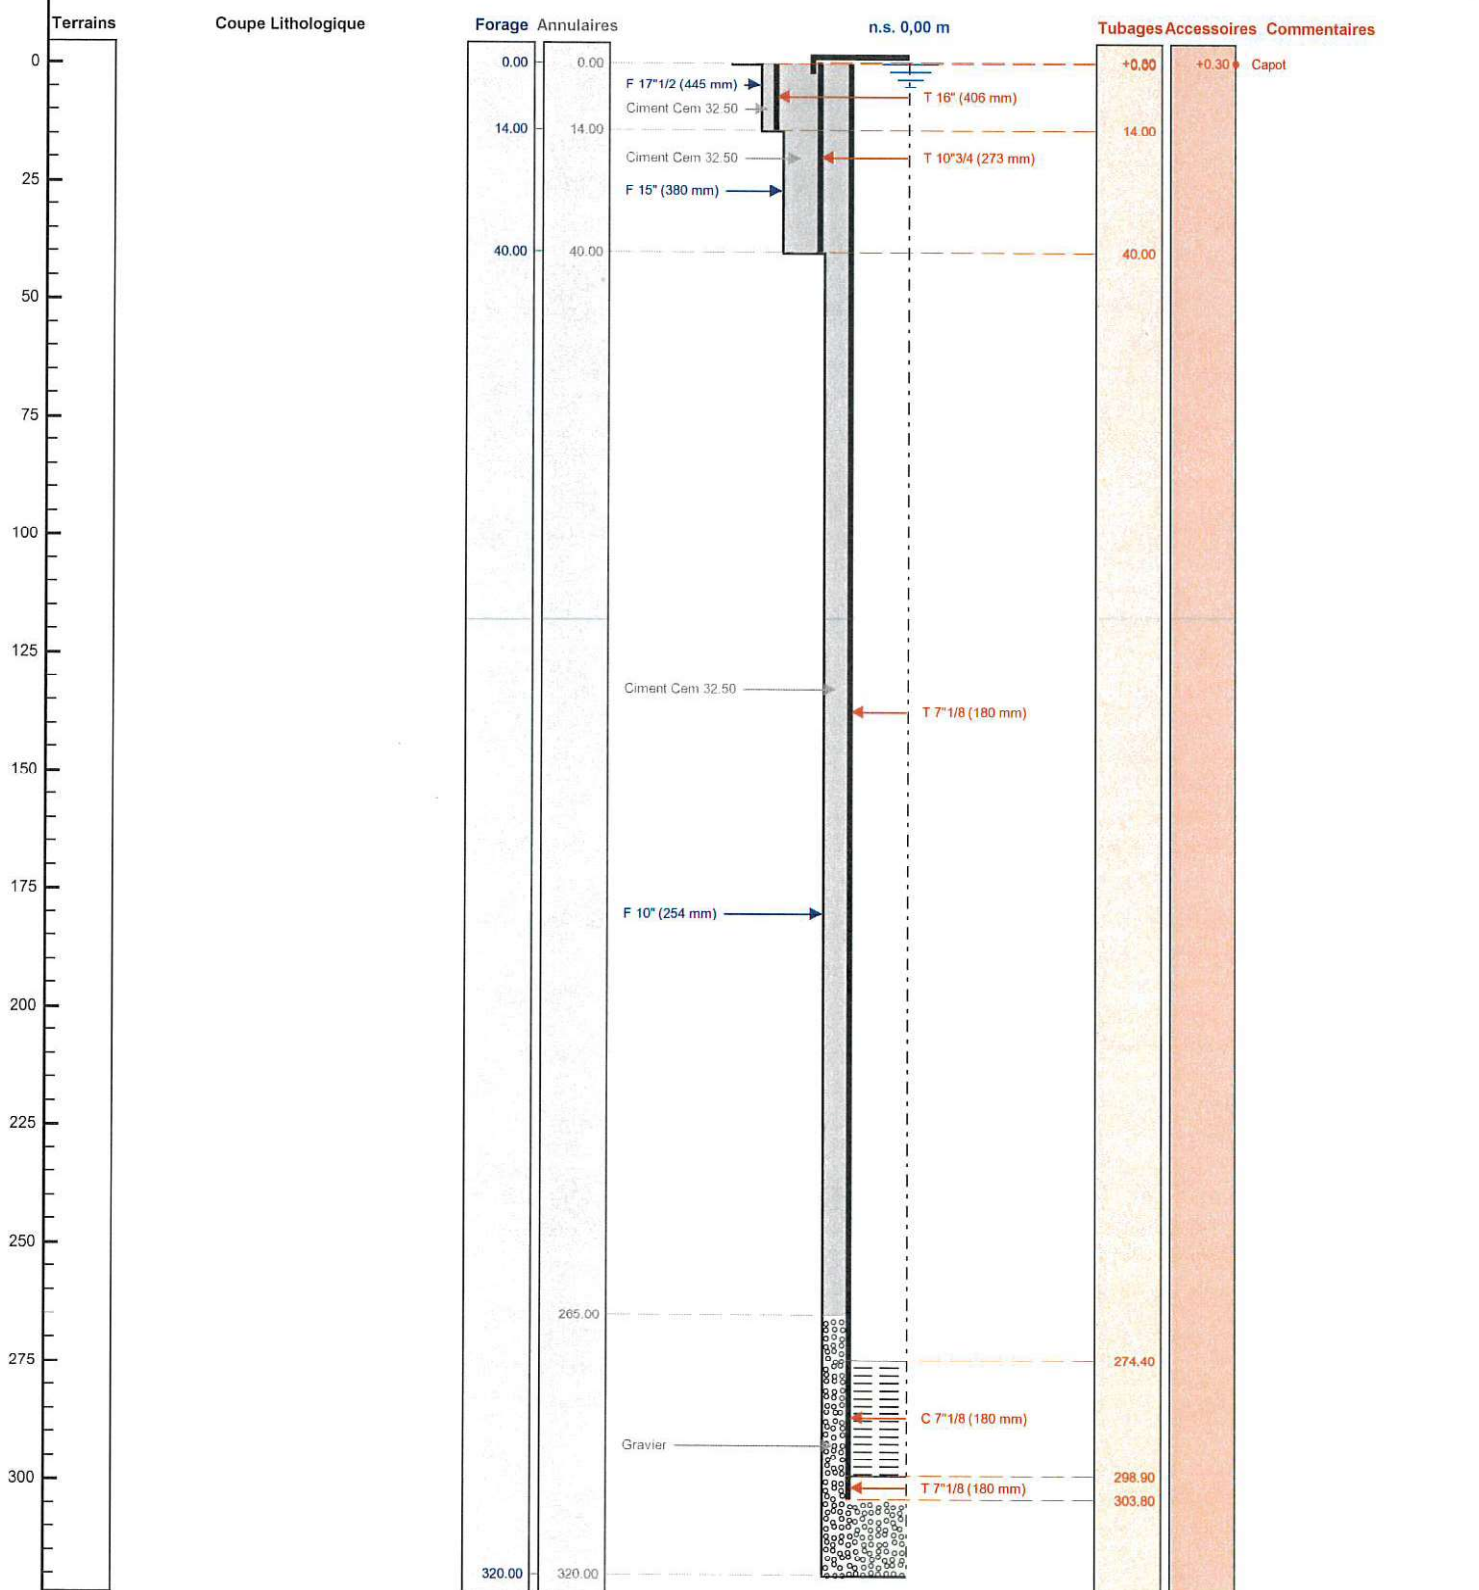 Terrains Coupe Lithologique Forage Annulaires n.s. 0,00 m Tubages Accessoires Commentaires
0 0.00 0.00 +0.30 Capot
F 17"1/2 (445 mm) T 16" (406 mm)
Ciment Cem 32.50
14.00 14.00 14.00
Ciment Cem 32.50 T 10"3/4 (273 mm)
25 F 15" (380 mm)
40.00 40.00 40.00
50
75
100
125
Ciment Cem 32.50
T 7"1/8 (180 mm)
150
175
F 10" (254 mm)
200
225
250
265.00
275 274.40
C 7"1/8 (180 mm)
Gravier
300 298.90
T 7"1/8 (180 mm)
303.80
320.00 320.00